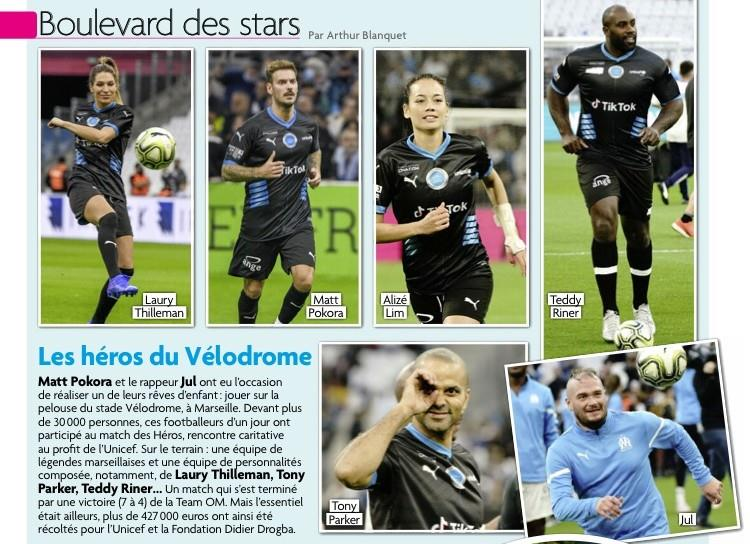 Boulevard des stars
Par Arthur Blanquet
TikTok
ange
TikTok
TikTok
TikTok
ange
Laury
Thilleman
Matt
Pokora
Alizé
Lim
Teddy
Riner
Les héros du Vélodrome
Matt Pokora et le rappeur Jul ont eu l'occasion
de réaliser un de leurs rêves d'enfant : jouer sur la
pelouse du stade Vélodrome, à Marseille. Devant plus
de 30 000 personnes, ces footballeurs d'un jour ont
participé au match des Héros, rencontre caritative
au profit de l'Unicef. Sur le terrain : une équipe de
légendes marseillaises et une équipe de personnalités
composée, notamment, de Laury Thilleman, Tony
Parker, Teddy Riner... Un match qui s'est terminé
par une victoire (7 à 4) de la Team OM. Mais l'essentiel
était ailleurs, plus de 427 000 euros ont ainsi été
récoltés pour l'Unicef et la Fondation Didier Drogba.
Tony
Parker
Jul